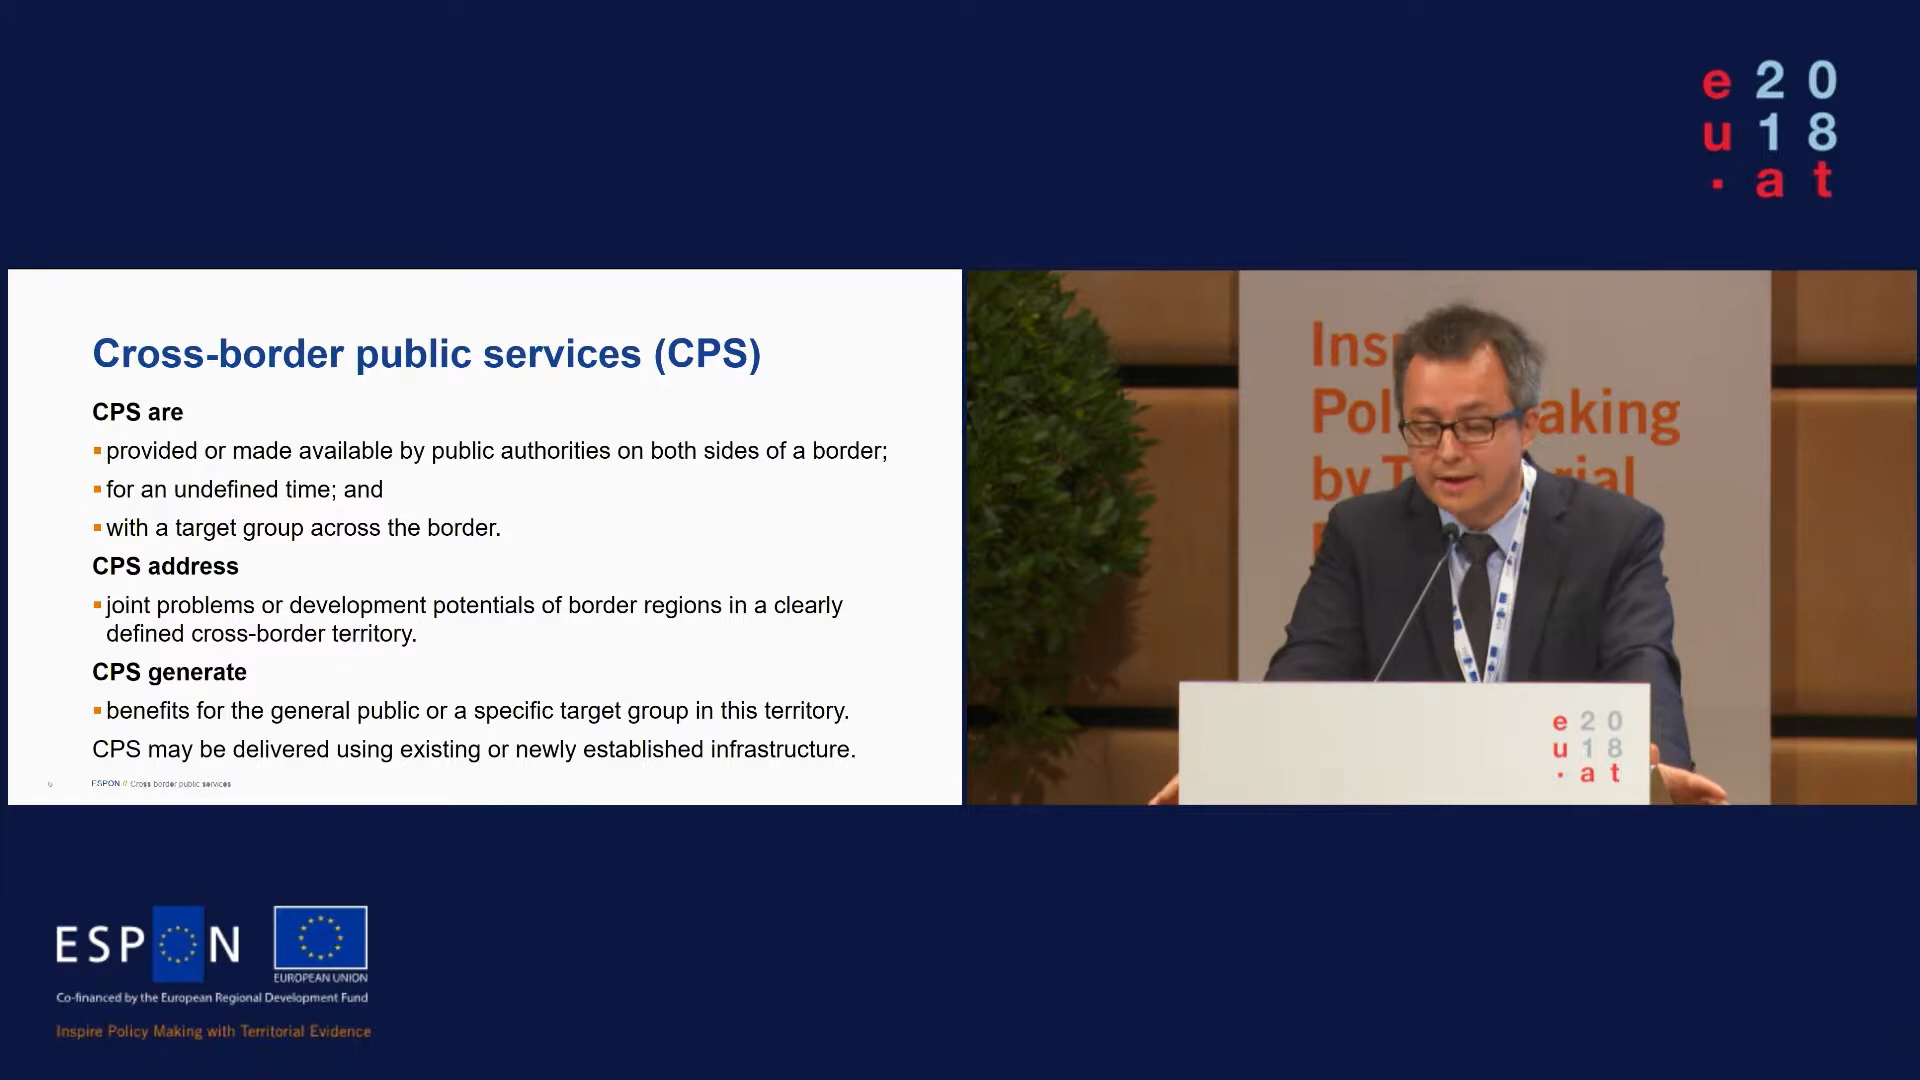 e 2 0
u 1 8
. a t
Cross-border public services (CPS)
CPS are
provided or made available by public authorities on both sides of a border;
for an undefined time; and
with a target group across the border.
CPS address
joint problems or development potentials of border regions in a clearly
defined cross-border territory.
CPS generate
benefits for the general public or a specific target group in this territory.
CPS may be delivered using existing or newly established infrastructure.
6 ESPON // Cross border public services
Ins
Pol aking
by T rial
e 2 0
u 1 8
. a t
ESPON
EUROPEAN UNION
Co-financed by the European Regional Development Fund
Inspire Policy Making with Territorial Evidence